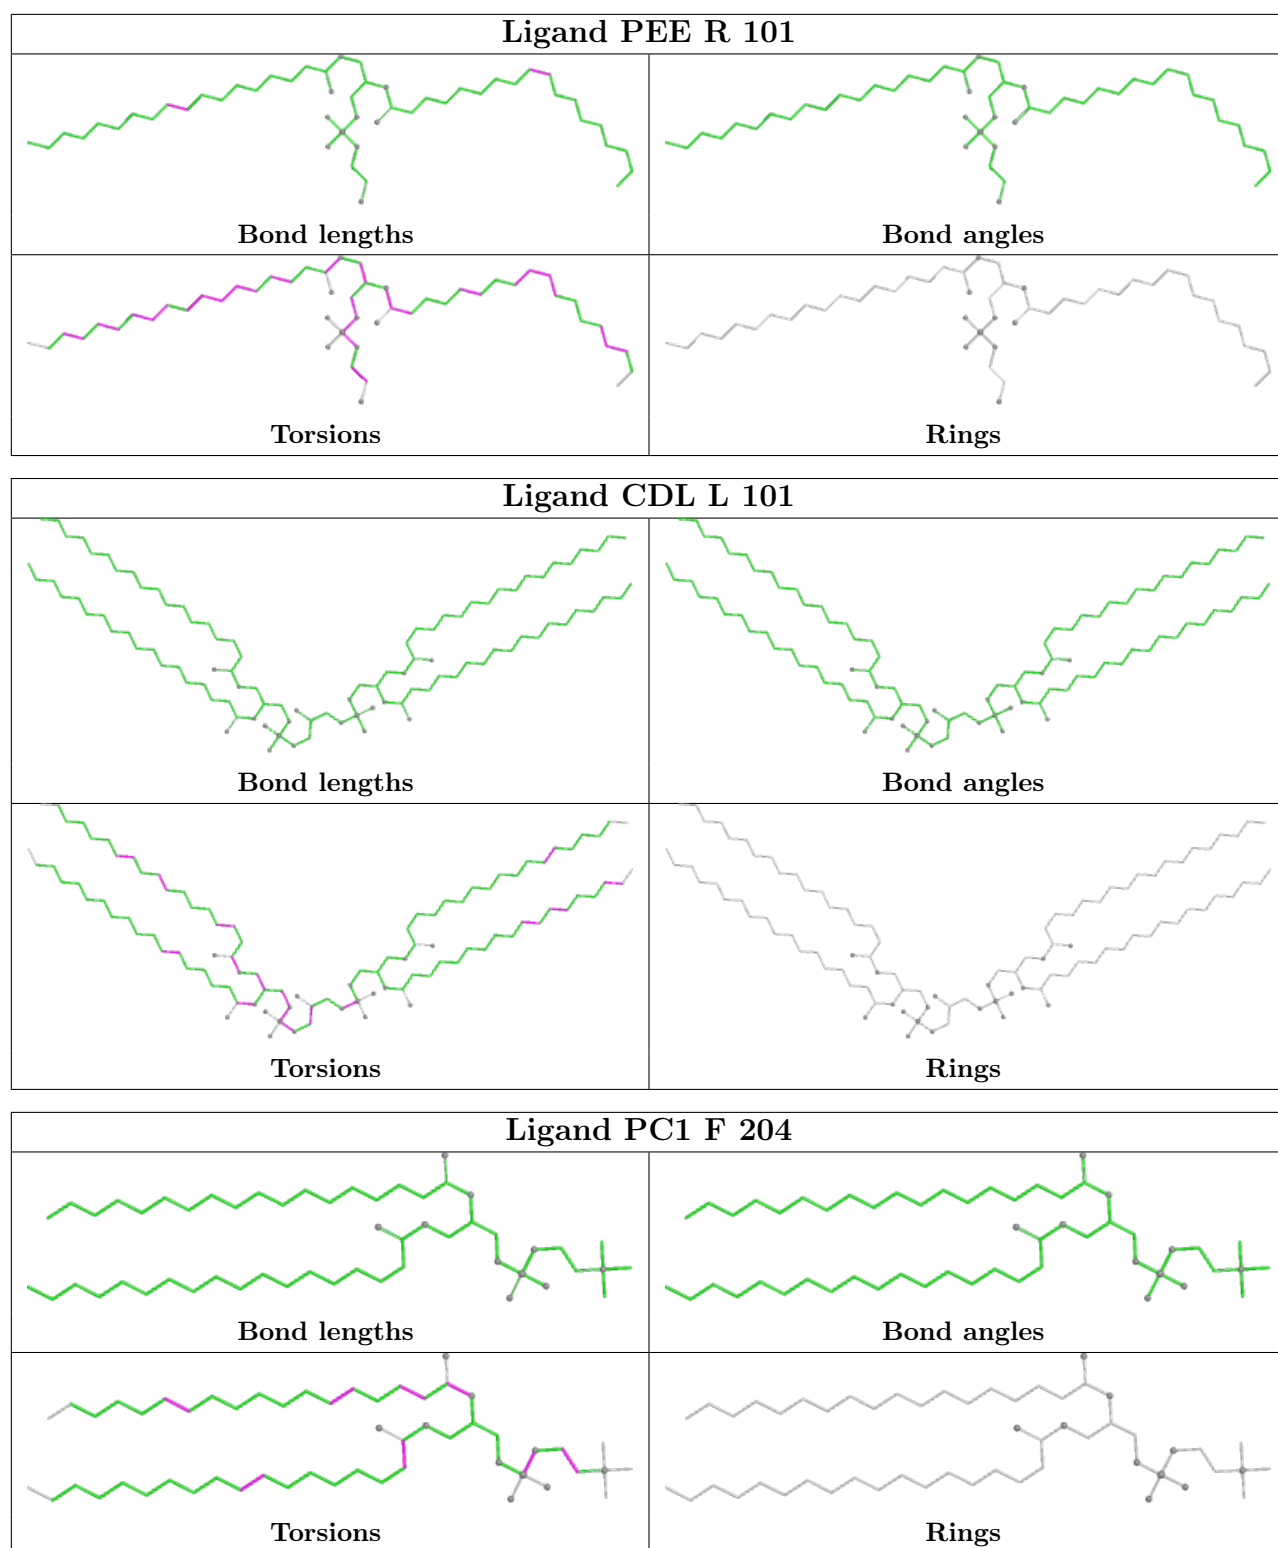 Ligand PEE R 101
Bond lengths
Bond angles
Torsions
Rings
Ligand CDL L 101
Bond lengths
Bond angles
Torsions
Rings
Ligand PC1 F 204
Bond lengths
Bond angles
Torsions
Rings